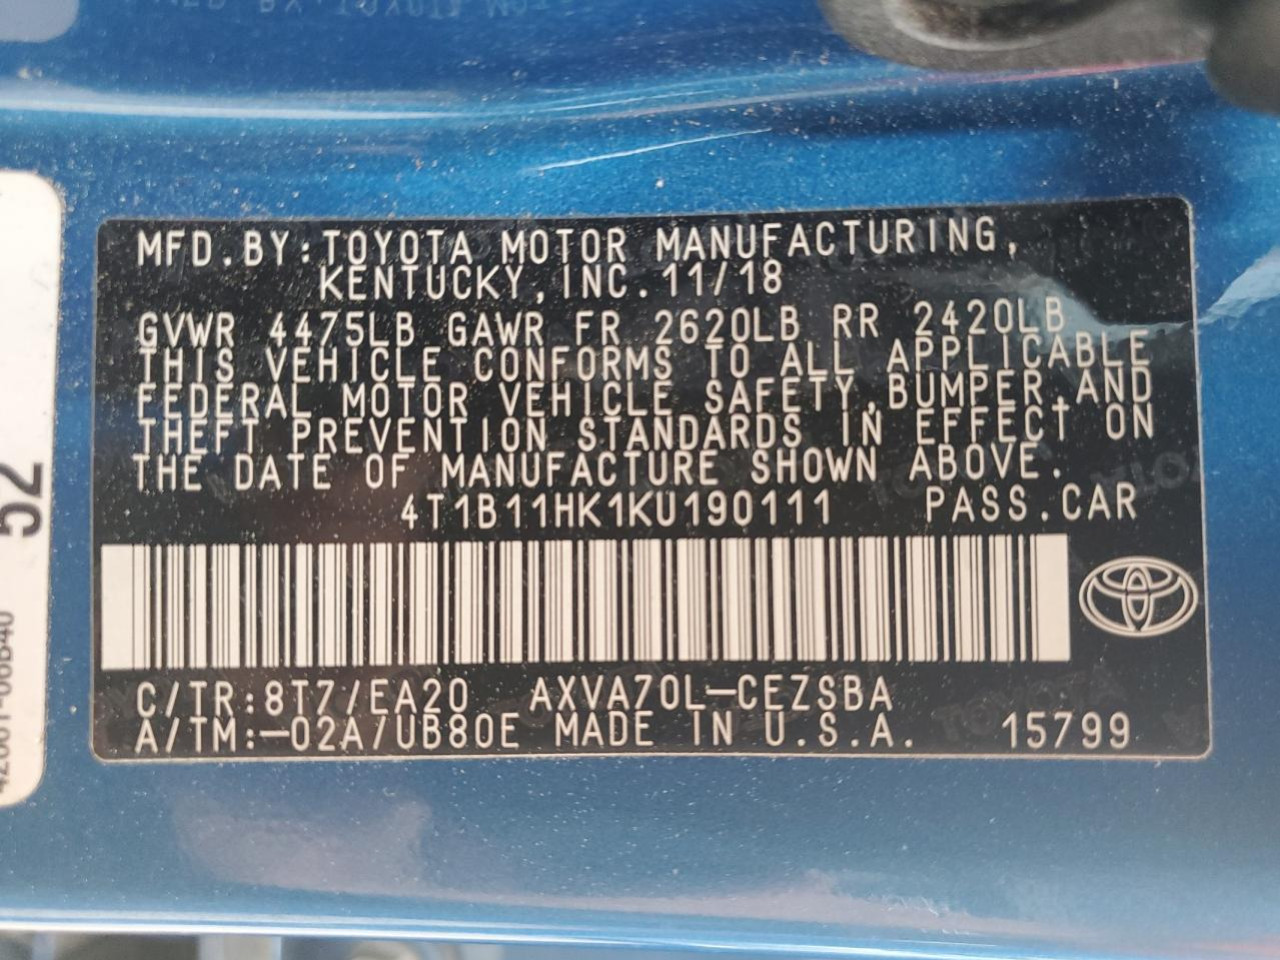 MFD.BY:TOYOTA MOTOR MANUFACTURING,
KENTUCKY,INC.11/18
GVWR 4475LB GAWR FR 2620LB RR 2420LB
THIS VEHICLE CONFORMS TO ALL APPLICABLE
FEDERAL MOTOR VEHICLE SAFETY,BUMPER,AND
THEFT PREVENTION STANDARDS IN EFFECT ON
THE DATE OF MANUFACTURE SHOWN ABOVE.
4T1B11HK1KU190111 PASS.CAR
C/TR:8T7/EA20 AXVA70L-CEZSBA
A/TM:-02A/UB80E MADE IN U.S.A. 15799
52